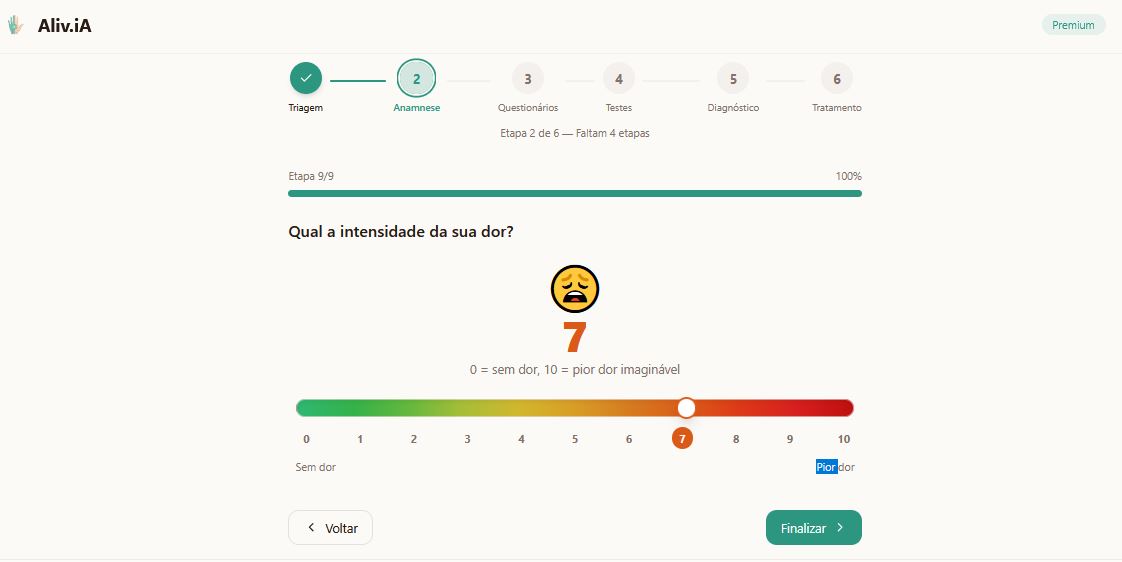 Aliv.iA
Premium
2 3 4 5 6
Triagem Anamnese Questionários Testes Diagnóstico Tratamento
Etapa 2 de 6 — Faltam 4 etapas
Etapa 9/9 100%
Qual a intensidade da sua dor?
7
0 = sem dor, 10 = pior dor imaginável
0 1 2 3 4 5 6 7 8 9 10
Sem dor Pior dor
Voltar Finalizar